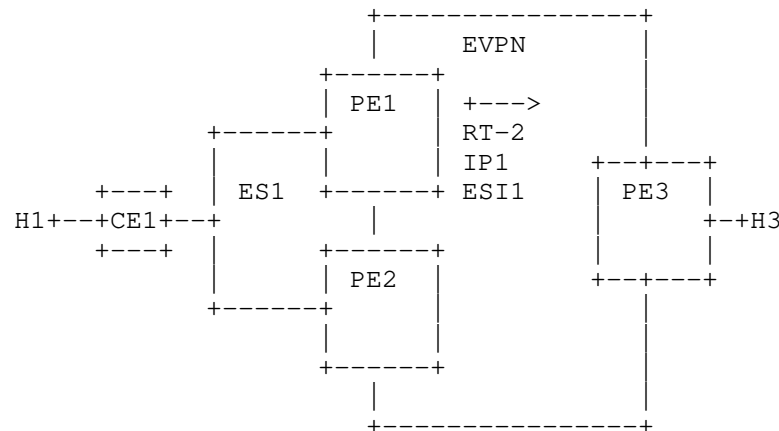 EVPN
PE1
+--->
RT-2
IP1
ES1
ESI1
PE3
H1
CE1
H3
PE2